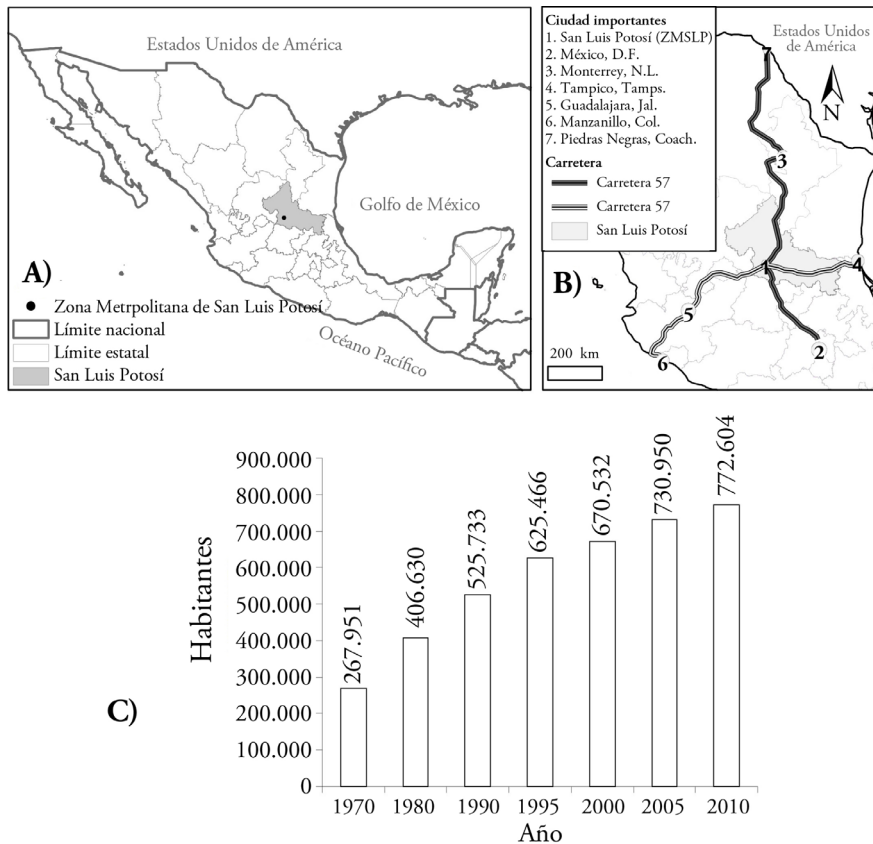 Estados Unidos de América
Golfo de México
A)
Zona Metrpolitana de San Luis Potosí
Límite nacional
Límite estatal
San Luis Potosí
Océano Pacífico
Ciudad importantes
1. San Luis Potosí (ZMSLP)
2. México, D.F.
3. Monterrey, N.L.
4. Tampico, Tamps.
5. Guadalajara, Jal.
6. Manzanillo, Col.
7. Piedras Negras, Coach.
Carretera
Carretera 57
Carretera 57
San Luis Potosí
Estados Unidos
de América
N
7
3
1
4
5
2
6
B)
200 km
C)
Habitantes
900.000
800.000
700.000
600.000
500.000
400.000
300.000
200.000
100.000
0
267.951
406.630
525.733
625.466
670.532
730.950
772.604
1970 1980 1990 1995 2000 2005 2010
Año